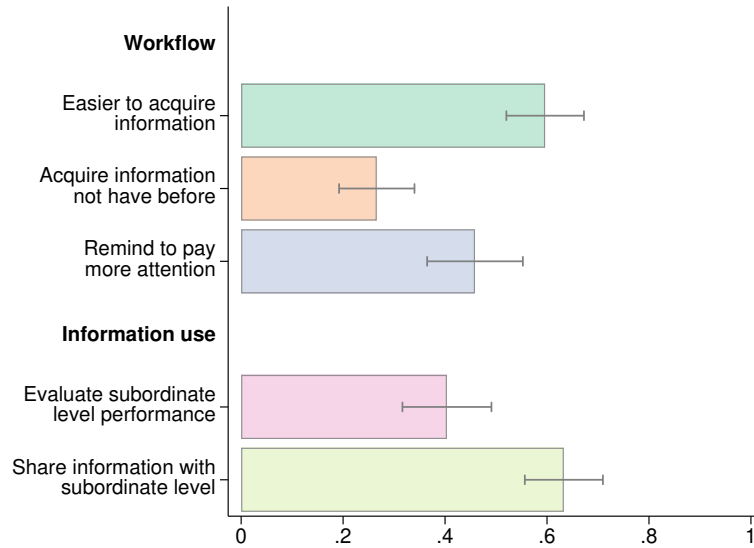 Workflow
Easier to acquire
information
Acquire information
not have before
Remind to pay
more attention
Information use
Evaluate subordinate
level performance
Share information with
subordinate level
0 .2 .4 .6 .8 1